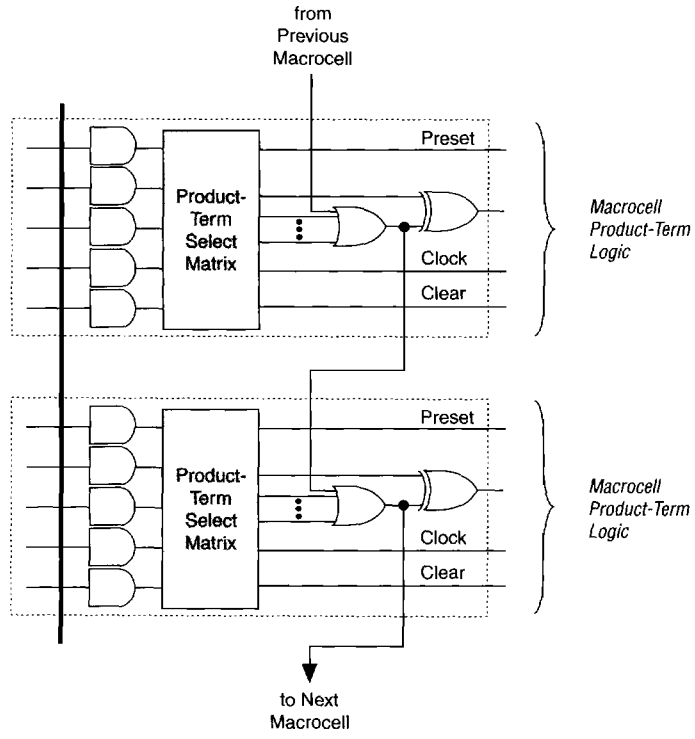 from
Previous
Macrocell
Preset
Product-
Term
Select
Matrix
Clock
Clear
Macrocell
Product-Term
Logic
Preset
Product-
Term
Select
Matrix
Clock
Clear
Macrocell
Product-Term
Logic
to Next
Macrocell